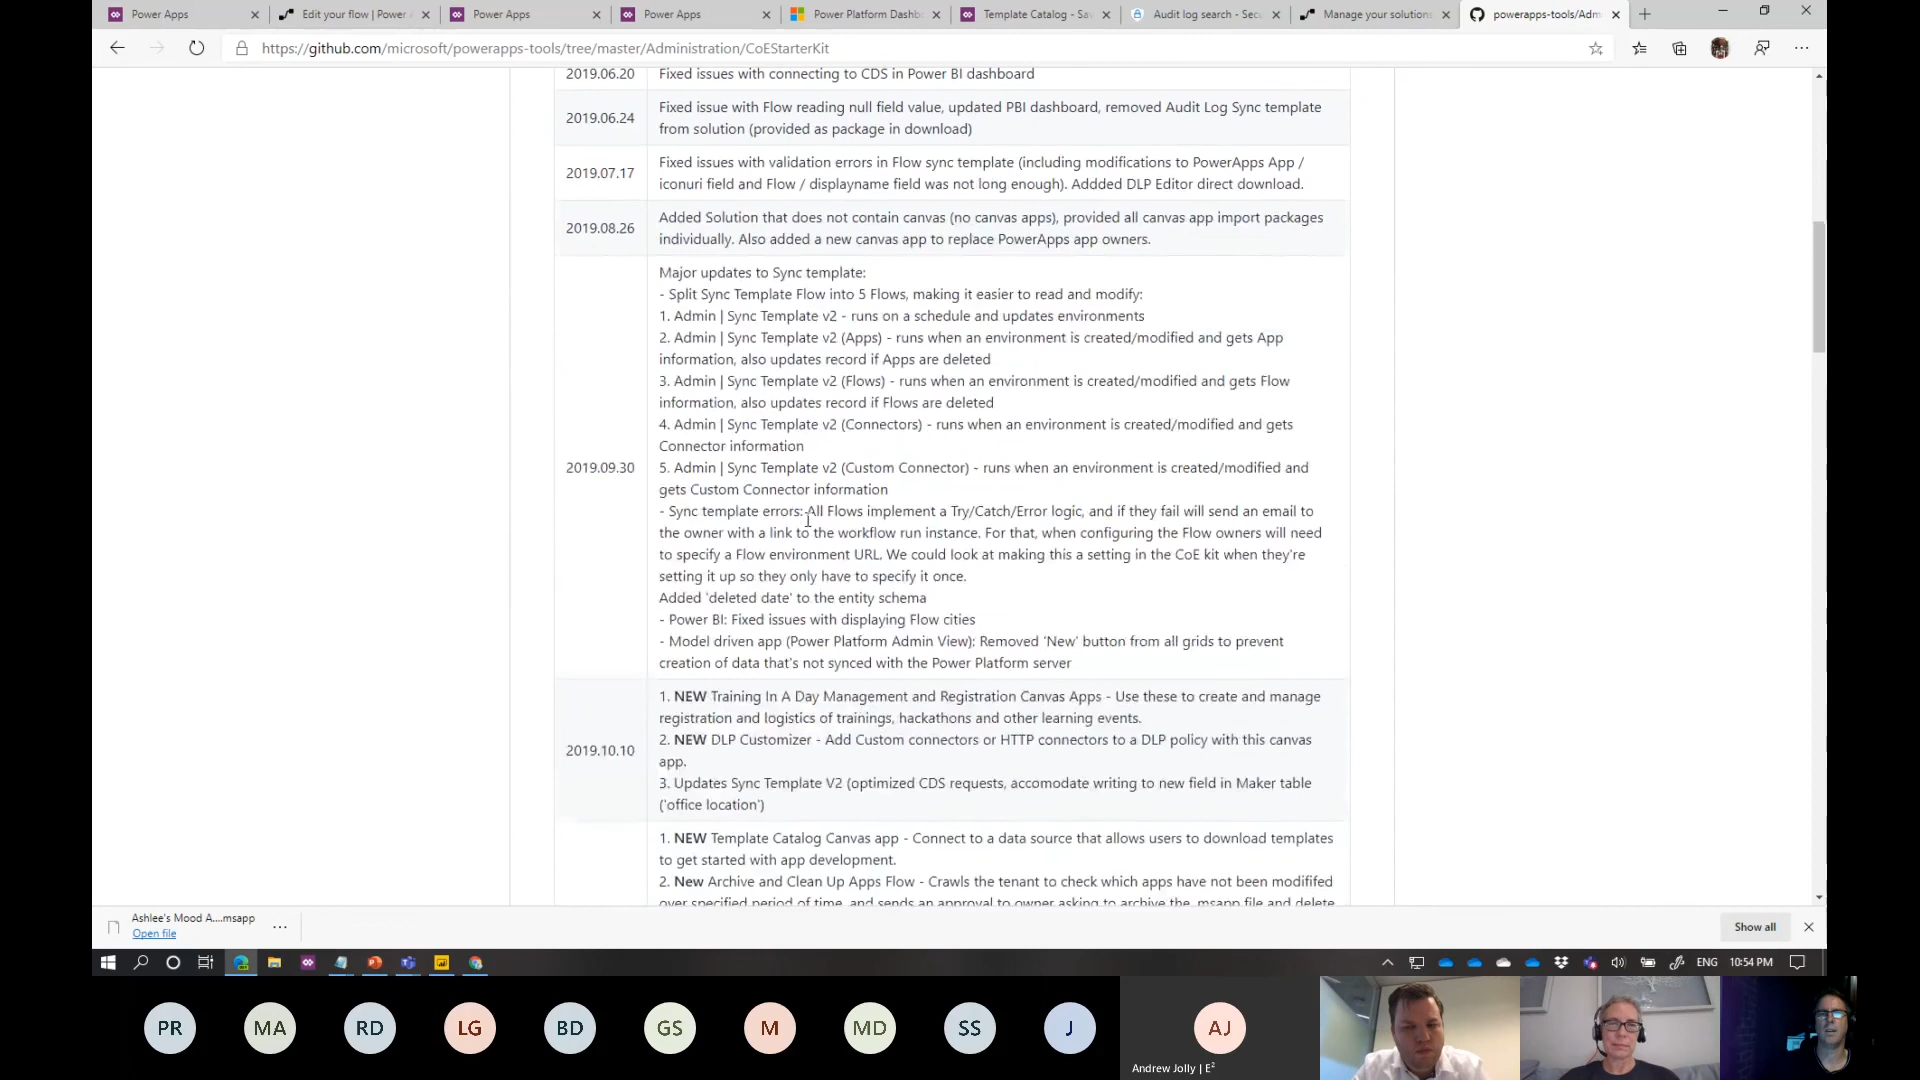 Power Apps
Edit your flow | Power A
Power Apps
Power Apps
Power Platform Dashb
Template Catalog - Sav
Audit log search - Secu
Manage your solutions
powerapps-tools/Admi
https://github.com/microsoft/powerapps-tools/tree/master/Administration/CoEStarterKit
2019.06.20
Fixed issues with connecting to CDS in Power BI dashboard
2019.06.24
Fixed issue with Flow reading null field value, updated PBI dashboard, removed Audit Log Sync template
from solution (provided as package in download)
2019.07.17
Fixed issues with validation errors in Flow sync template (including modifications to PowerApps App /
iconuri field and Flow / displayname field was not long enough). Addded DLP Editor direct download.
2019.08.26
Added Solution that does not contain canvas (no canvas apps), provided all canvas app import packages
individually. Also added a new canvas app to replace PowerApps app owners.
2019.09.30
Major updates to Sync template:
- Split Sync Template Flow into 5 Flows, making it easier to read and modify:
1. Admin | Sync Template v2 - runs on a schedule and updates environments
2. Admin | Sync Template v2 (Apps) - runs when an environment is created/modified and gets App
information, also updates record if Apps are deleted
3. Admin | Sync Template v2 (Flows) - runs when an environment is created/modified and gets Flow
information, also updates record if Flows are deleted
4. Admin | Sync Template v2 (Connectors) - runs when an environment is created/modified and gets
Connector information
5. Admin | Sync Template v2 (Custom Connector) - runs when an environment is created/modified and
gets Custom Connector information
- Sync template errors: All Flows implement a Try/Catch/Error logic, and if they fail will send an email to
the owner with a link to the workflow run instance. For that, when configuring the Flow owners will need
to specify a Flow environment URL. We could look at making this a setting in the CoE kit when they're
setting it up so they only have to specify it once.
Added 'deleted date' to the entity schema
- Power BI: Fixed issues with displaying Flow cities
- Model driven app (Power Platform Admin View): Removed 'New' button from all grids to prevent
creation of data that's not synced with the Power Platform server
2019.10.10
1. NEW Training In A Day Management and Registration Canvas Apps - Use these to create and manage
registration and logistics of trainings, hackathons and other learning events.
2. NEW DLP Customizer - Add Custom connectors or HTTP connectors to a DLP policy with this canvas
app.
3. Updates Sync Template V2 (optimized CDS requests, accomodate writing to new field in Maker table
('office location')
1. NEW Template Catalog Canvas app - Connect to a data source that allows users to download templates
to get started with app development.
2. New Archive and Clean Up Apps Flow - Crawls the tenant to check which apps have not been modififed
over specified period of time, and sends an approval to owner asking to archive the .msapp file and delete
Ashlee's Mood A....msapp
Open file
Show all
ENG
10:54 PM
PR
MA
RD
LG
BD
GS
M
MD
SS
J
AJ
Andrew Jolly | E²